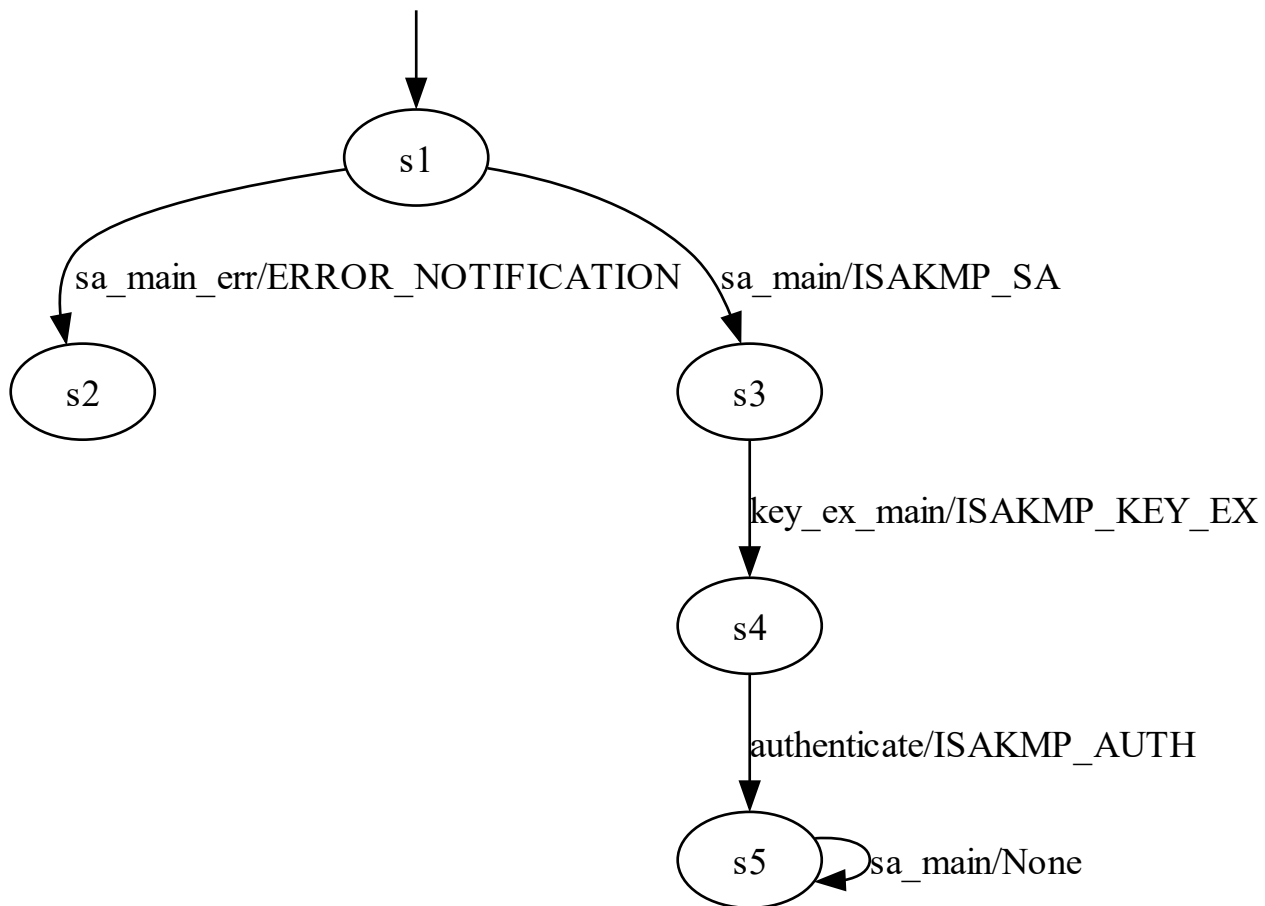 s1
sa_main_err/ERROR_NOTIFICATION
sa_main/ISAKMP_SA
s2
s3
key_ex_main/ISAKMP_KEY_EX
s4
authenticate/ISAKMP_AUTH
s5
sa_main/None